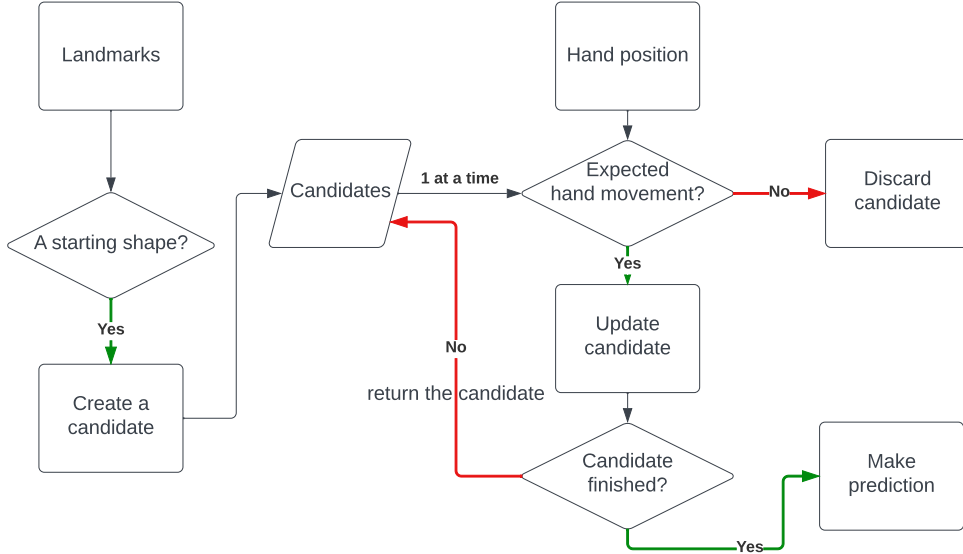 Landmarks
A starting shape?
Yes
Create a
candidate
Candidates
1 at a time
Hand position
Expected
hand movement?
No
Discard
candidate
Yes
Update
candidate
No
return the candidate
Candidate
finished?
Yes
Make
prediction